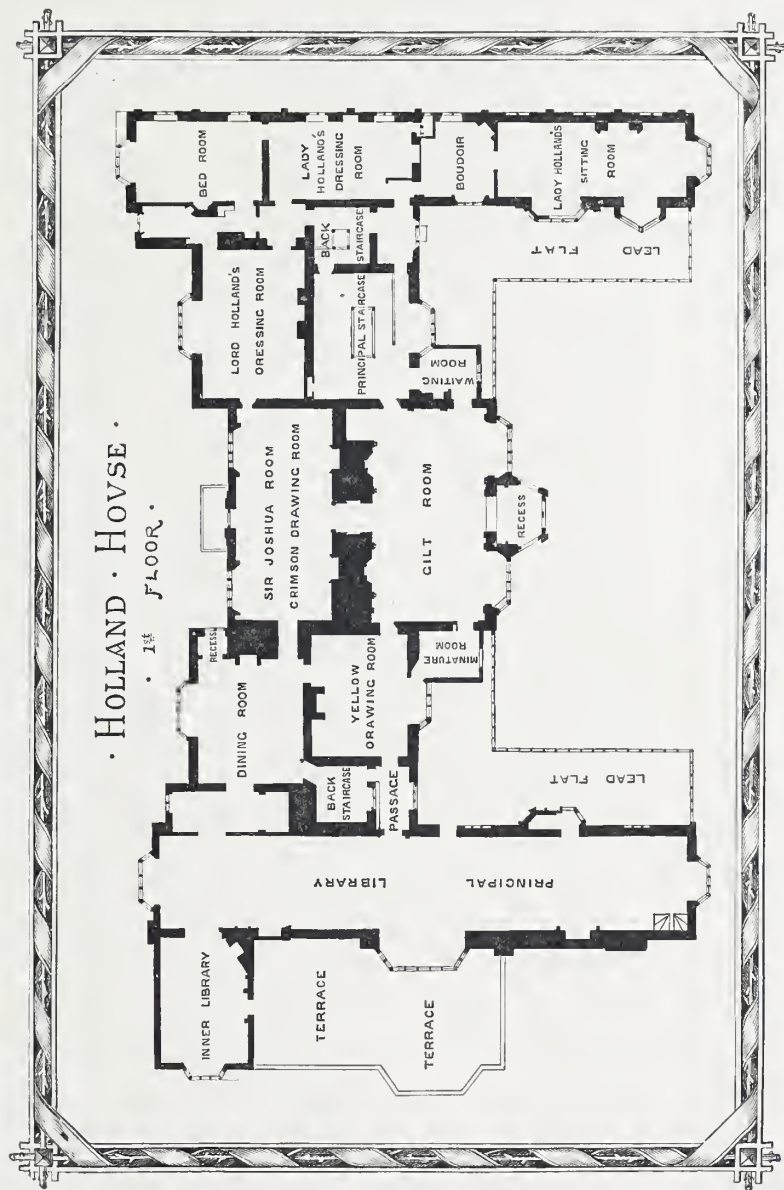 · HOLLAND · HOVSE ·
· 1st FLOOR ·
BED ROOM
LADY
HOLLAND'S
DRESSING
ROOM
BOUDOIR
LADY HOLLAND'S
SITTING
ROOM
LEAD
FLAT
BACK
STAIRCASE
LORD HOLLAND'S
DRESSING ROOM
PRINCIPAL STAIRCASE
WAITING
ROOM
SIR JOSHUA ROOM
CRIMSON DRAWING ROOM
GILT ROOM
RECESS
RECESS
DINING ROOM
YELLOW
DRAWING ROOM
MINATURE
ROOM
BACK
STAIRCASE
PASSAGE
LEAD FLAT
PRINCIPAL
LIBRARY
INNER LIBRARY
TERRACE
TERRACE